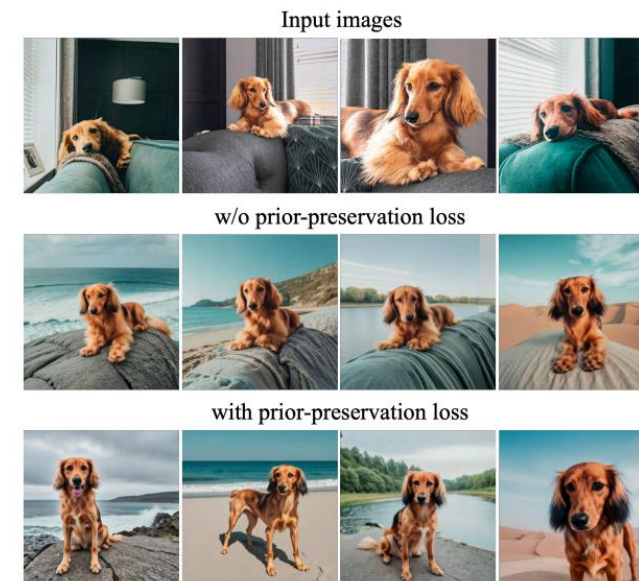 Input images
w/o prior-preservation loss
with prior-preservation loss